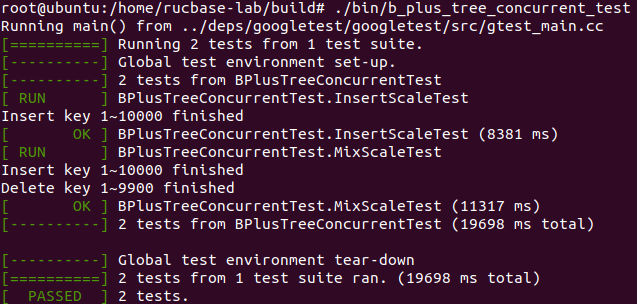 root@ubuntu:/home/rucbase-lab/build# ./bin/b_plus_tree_concurrent_test
Running main() from ../deps/googletest/googletest/src/gtest_main.cc
[==========] Running 2 tests from 1 test suite.
[----------] Global test environment set-up.
[----------] 2 tests from BPlusTreeConcurrentTest
[ RUN      ] BPlusTreeConcurrentTest.InsertScaleTest
Insert key 1~10000 finished
[       OK ] BPlusTreeConcurrentTest.InsertScaleTest (8381 ms)
[ RUN      ] BPlusTreeConcurrentTest.MixScaleTest
Insert key 1~10000 finished
Delete key 1~9900 finished
[       OK ] BPlusTreeConcurrentTest.MixScaleTest (11317 ms)
[----------] 2 tests from BPlusTreeConcurrentTest (19698 ms total)
[----------] Global test environment tear-down
[==========] 2 tests from 1 test suite ran. (19698 ms total)
[  PASSED  ] 2 tests.